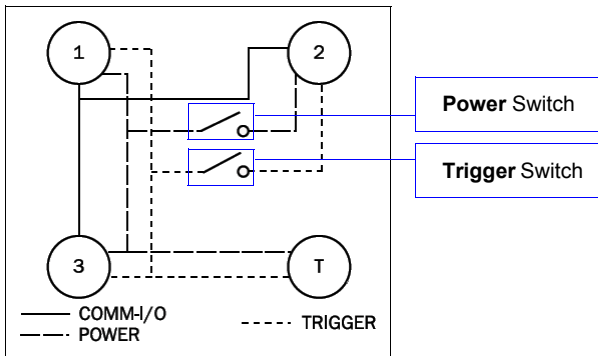 1
2
Power Switch
Trigger Switch
3
T
COMM-I/O
POWER
TRIGGER